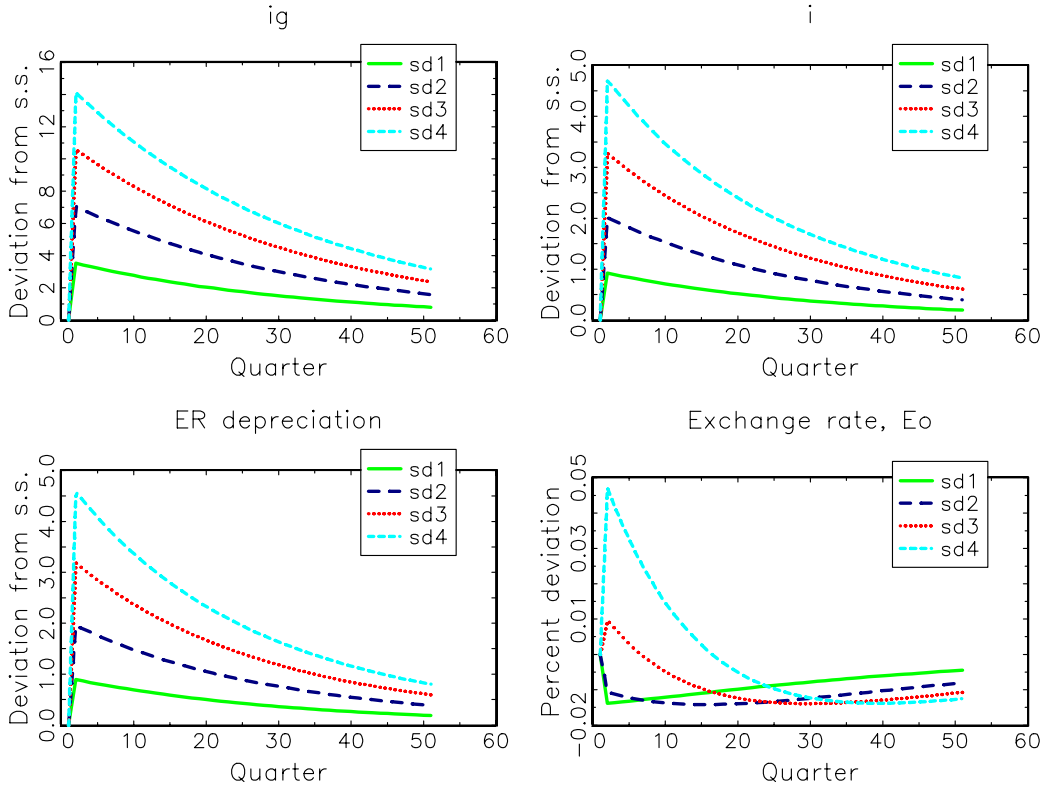 ig
Deviation from s.s.
16
14
12
10
8
6
4
2
0
sd1
sd2
sd3
sd4
0 10 20 30 40 50 60
Quarter
i
Deviation from s.s.
5.0
4.0
3.0
2.0
1.0
0.0
sd1
sd2
sd3
sd4
0 10 20 30 40 50 60
Quarter
ER depreciation
Deviation from s.s.
5.0
4.0
3.0
2.0
1.0
0.0
sd1
sd2
sd3
sd4
0 10 20 30 40 50 60
Quarter
Exchange rate, Eo
Percent deviation
0.05
0.03
0.01
-0.02
sd1
sd2
sd3
sd4
0 10 20 30 40 50 60
Quarter